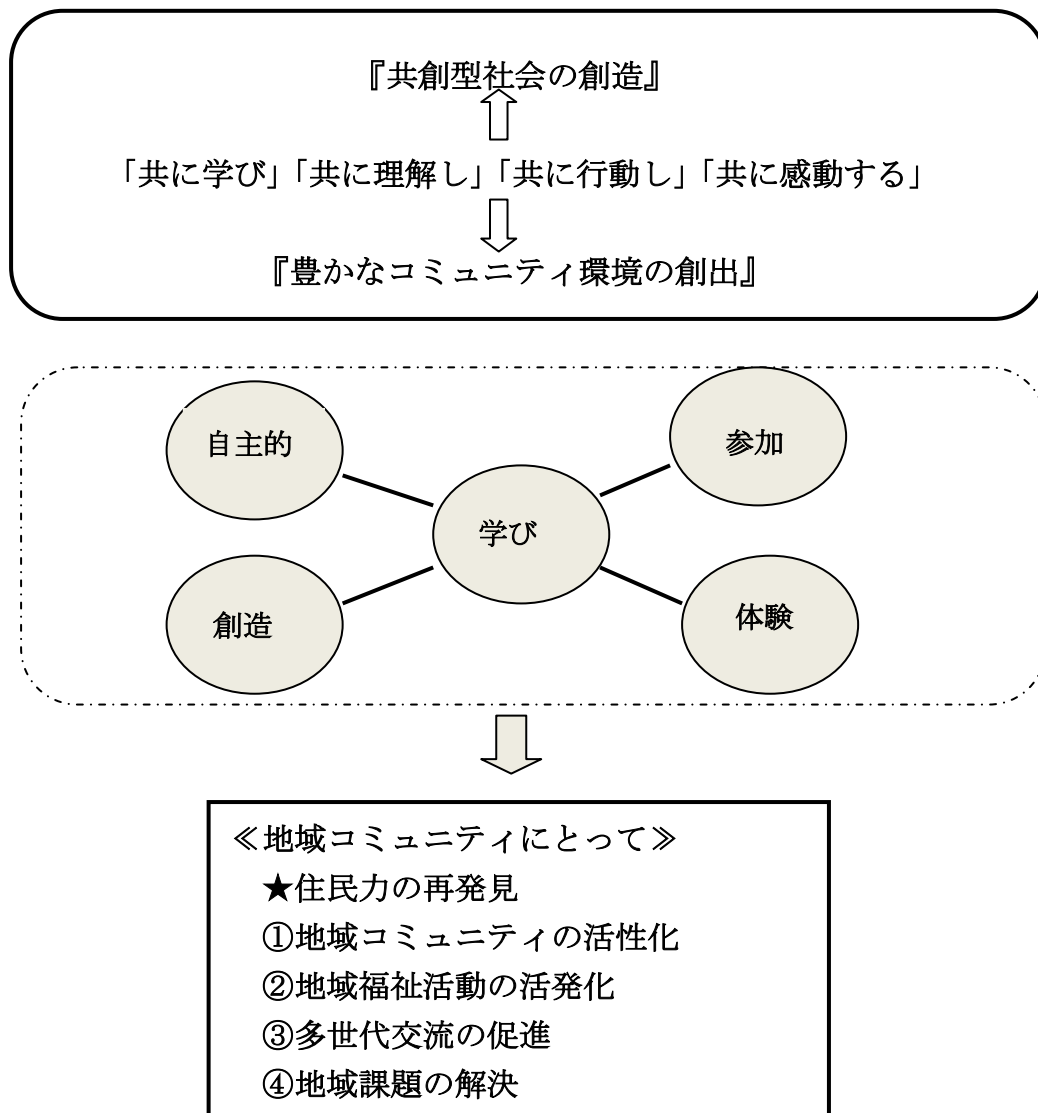 『共創型社会の創造』
「共に学び」「共に理解し」「共に行動し」「共に感動する」
『豊かなコミュニティ環境の創出』
自主的
参加
学び
創造
体験
≪地域コミュニティにとって≫
★住民力の再発見
①地域コミュニティの活性化
②地域福祉活動の活発化
③多世代交流の促進
④地域課題の解決